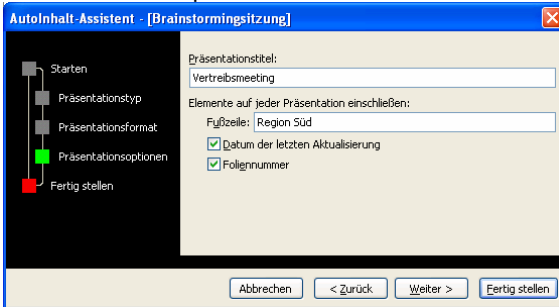 AutoInhalt-Assistent - [Brainstormingsitzung]
Starten
Präsentationstyp
Präsentationsformat
Präsentationsoptionen
Fertig stellen
Präsentationstitel:
Vertreibsmeeting
Elemente auf jeder Präsentation einschließen:
Fußzeile: Region Süd
Datum der letzten Aktualisierung
Foliennummer
Abbrechen < Zurück Weiter > Fertig stellen